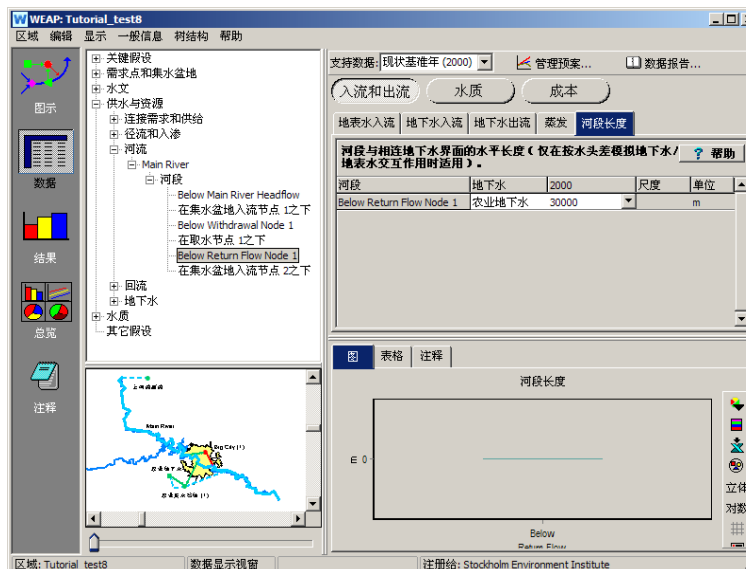 WEAP: Tutorial_test8
区域 编辑 显示 一般信息 树结构 帮助
图示
数据
结果
总览
注释
关键假设
需求点和集水盆地
水文
供水与资源
连接需求和供给
径流和入渗
河流
Main River
河段
Below Main River Headflow
在集水盆地入流节点 1之下
Below Withdrawal Node 1
在取水节点 1之下
Below Return Flow Node 1
在集水盆地入流节点 2之下
回流
地下水
水质
其它假设
支持数据: 现状基准年 (2000) 管理预案... 数据报告...
入流和出流 水质 成本
地表水入流 地下水入流 地下水出流 蒸发 河段长度
河段与相连地下水界面的水平长度 (仅在按水头差模拟地下水/
地表水交互作用时适用)。
? 帮助
河段 地下水 2000 尺度 单位
Below Return Flow Node 1 农业地下水 30000 m
图 表格 注释
河段长度
m 0
Below
Return Flow
立体
对数
Main River
Big City (1)
区域: Tutorial_test8 数据显示视窗 注册给: Stockholm Environment Institute